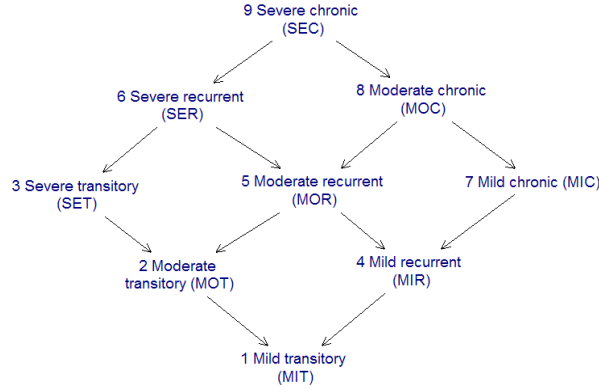 9 Severe chronic
(SEC)
6 Severe recurrent
(SER)
8 Moderate chronic
(MOC)
3 Severe transitory
(SET)
5 Moderate recurrent
(MOR)
7 Mild chronic (MIC)
2 Moderate
transitory (MOT)
4 Mild recurrent
(MIR)
1 Mild transitory
(MIT)